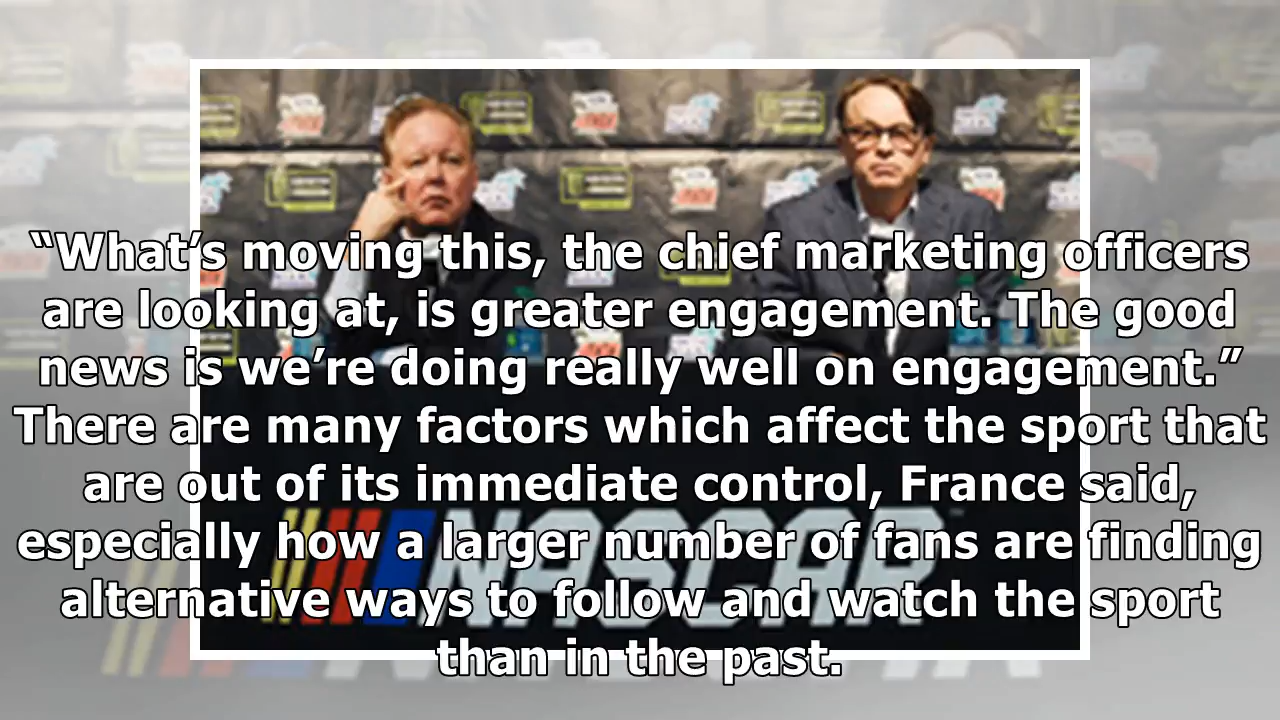 “What’s moving this, the chief marketing officers
are looking at, is greater engagement. The good
news is we’re doing really well on engagement.”
There are many factors which affect the sport that
are out of its immediate control, France said,
especially how a larger number of fans are finding
alternative ways to follow and watch the sport
than in the past.
NASCAR